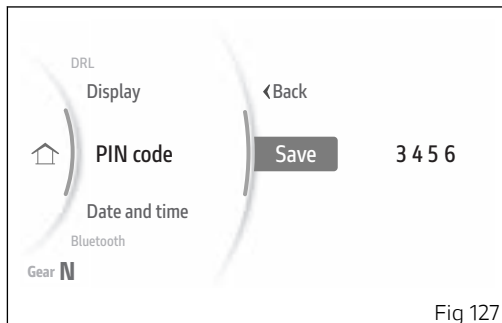 DRL
Display
‹Back
PIN code
Save
3 4 5 6
Date and time
Bluetooth
Gear N
Fig 127